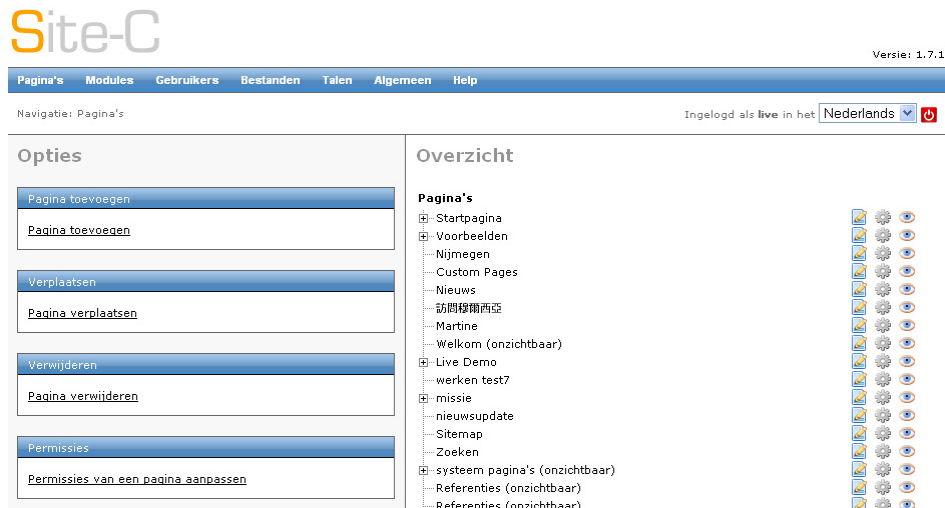 Site-C
Versie: 1.7.1
Pagina's Modules Gebruikers Bestanden Talen Algemeen Help
Navigatie: Pagina's
Ingelogd als live in het Nederlands
Opties
Pagina toevoegen
Pagina toevoegen
Verplaatsen
Pagina verplaatsen
Verwijderen
Pagina verwijderen
Permissies
Permissies van een pagina aanpassen
Overzicht
Pagina's
Startpagina
Voorbeelden
Nijmegen
Custom Pages
Nieuws
訪問穆爾西亞
Martine
Welkom (onzichtbaar)
Live Demo
werken test7
missie
nieuwsupdate
Sitemap
Zoeken
systeem pagina's (onzichtbaar)
Referenties (onzichtbaar)
Referenties (onzichtbaar)